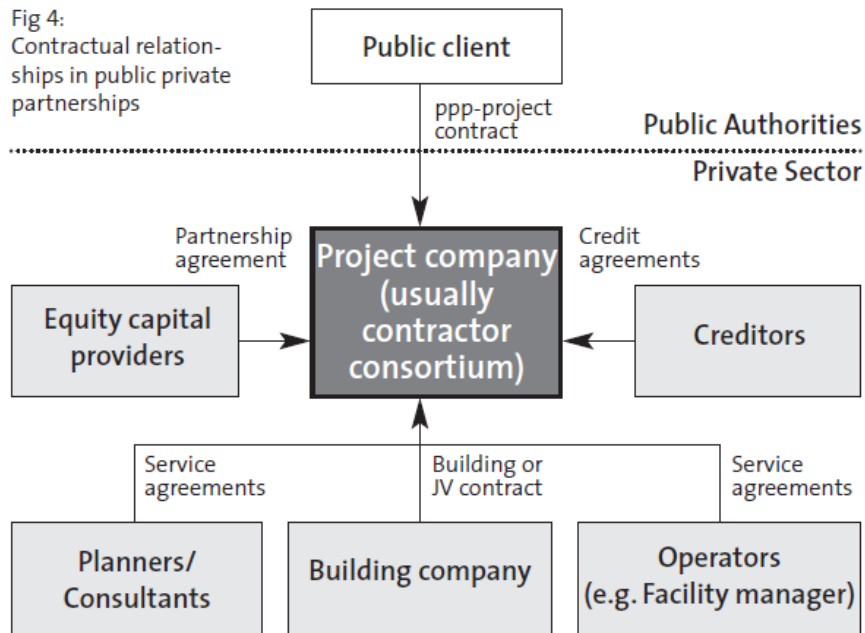 Fig 4:
Contractual relation-
ships in public private
partnerships
Public client
ppp-project
contract
Public Authorities
Private Sector
Partnership
agreement
Project company
(usually
contractor
consortium)
Credit
agreements
Equity capital
providers
Creditors
Service
agreements
Building or
JV contract
Service
agreements
Planners/
Consultants
Building company
Operators
(e.g. Facility manager)